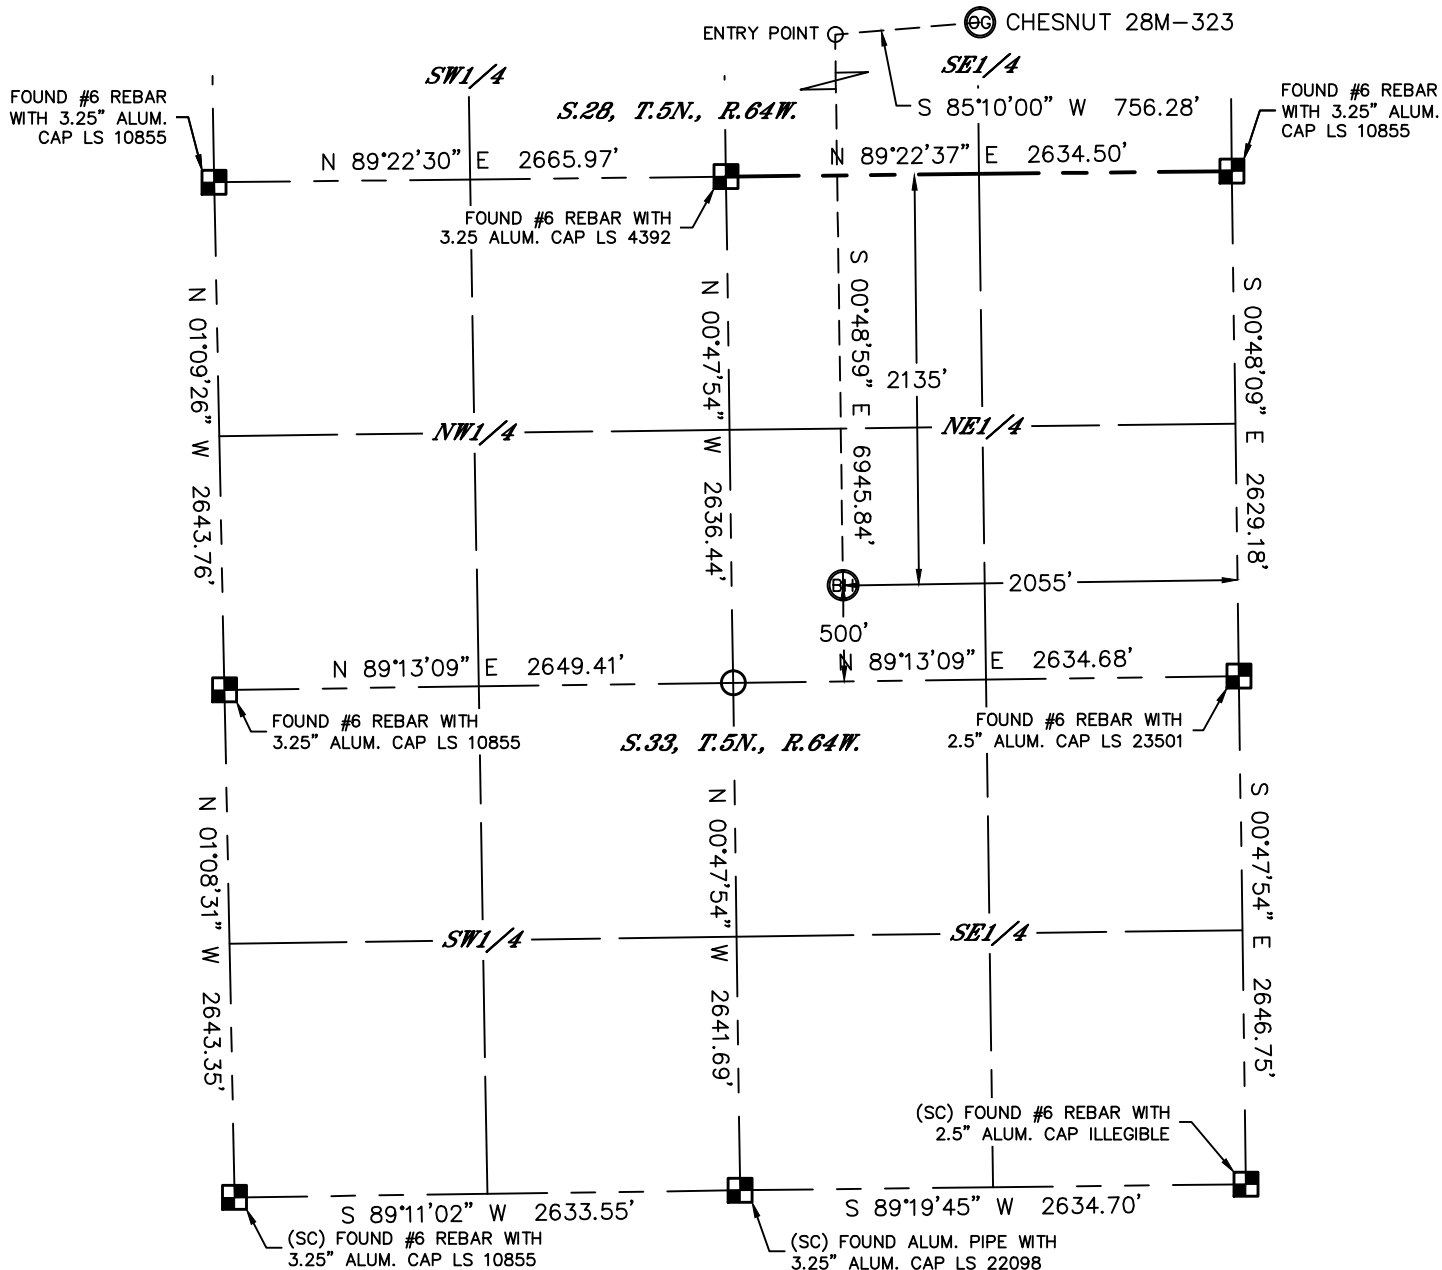 ENTRY POINT
OG
CHESNUT 28M-323
SW1/4
SE1/4
FOUND #6 REBAR
WITH 3.25" ALUM.
CAP LS 10855
S.28, T.5N., R.64W.
S 85°10'00" W 756.28'
FOUND #6 REBAR
WITH 3.25" ALUM.
CAP LS 10855
N 89°22'30" E 2665.97'
N 89°22'37" E 2634.50'
FOUND #6 REBAR WITH
3.25 ALUM. CAP LS 4392
N 01°09'26" W 2643.76'
N 00°47'54" W 2636.44'
S 00°48'59" E 6945.84'
2135'
S 00°48'09" E 2629.18'
NW1/4
NE1/4
BH
2055'
500'
N 89°13'09" E 2649.41'
N 89°13'09" E 2634.68'
FOUND #6 REBAR WITH
3.25" ALUM. CAP LS 10855
S.33, T.5N., R.64W.
FOUND #6 REBAR WITH
2.5" ALUM. CAP LS 23501
N 01°08'31" W 2643.35'
N 00°47'54" W 2641.69'
S 00°47'54" E 2646.75'
SW1/4
SE1/4
(SC) FOUND #6 REBAR WITH
2.5" ALUM. CAP ILLEGIBLE
S 89°11'02" W 2633.55'
S 89°19'45" W 2634.70'
(SC) FOUND #6 REBAR WITH
3.25" ALUM. CAP LS 10855
(SC) FOUND ALUM. PIPE WITH
3.25" ALUM. CAP LS 22098